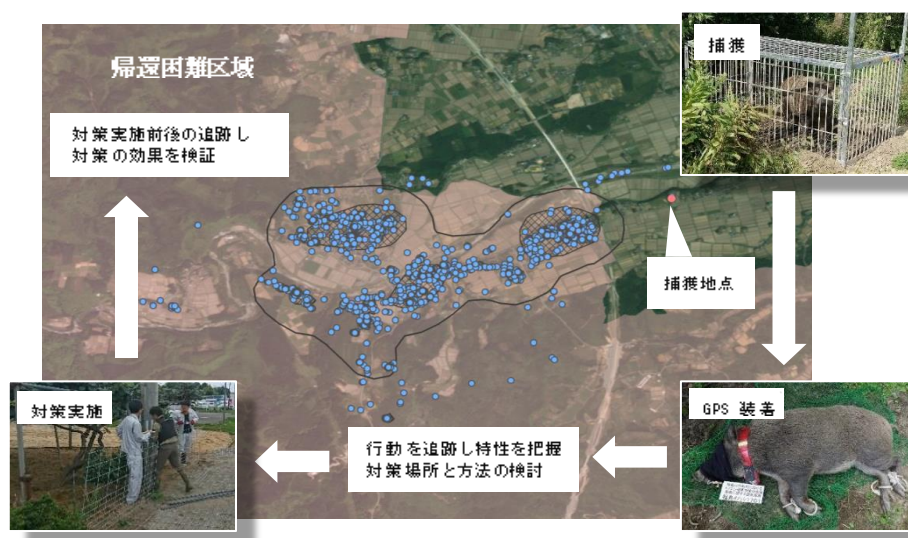 帰還困難区域
捕獲
対策実施前後の追跡し
対策の効果を検証
捕獲地点
対策実施
GPS 装着
行動を追跡し特性を把握
対策場所と方法の検討